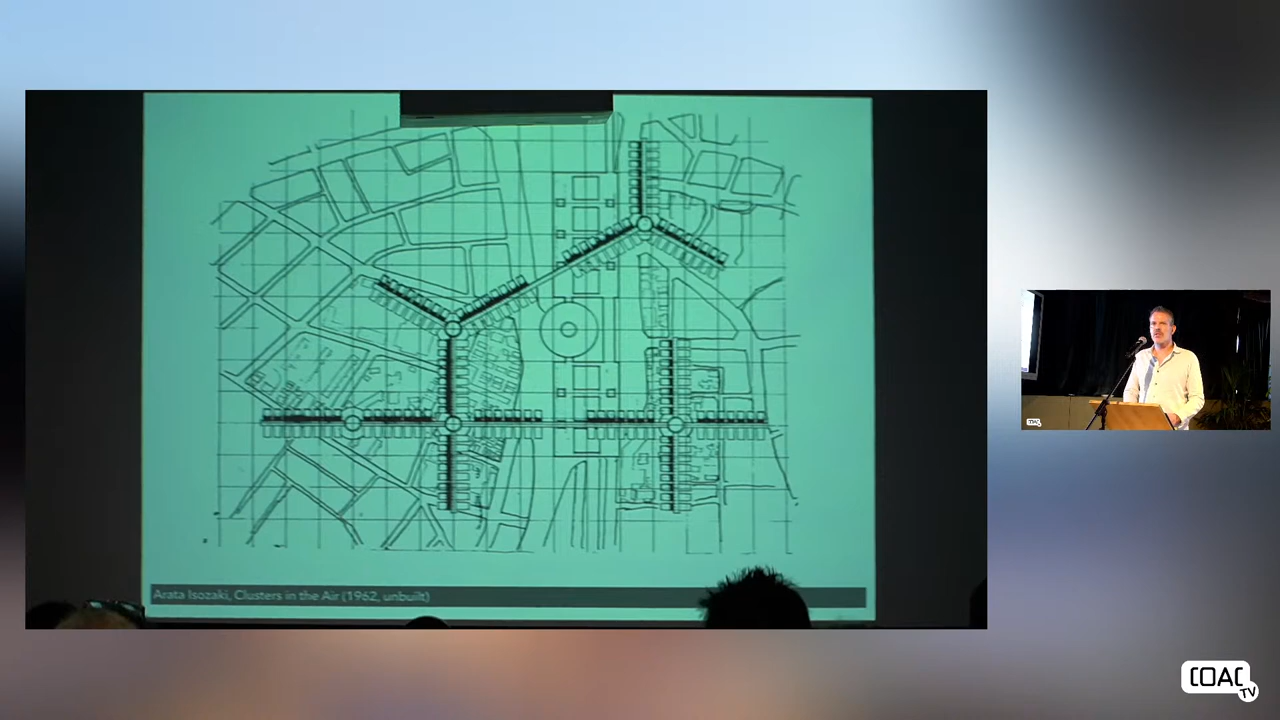 Arata Isozaki, Clusters in the Air (1962, unbuilt)
COAC
TV